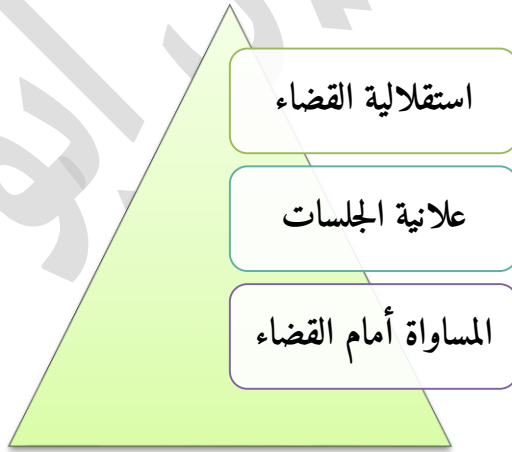 استقلالية القضاء
علانية الجلسات
المساواة أمام القضاء